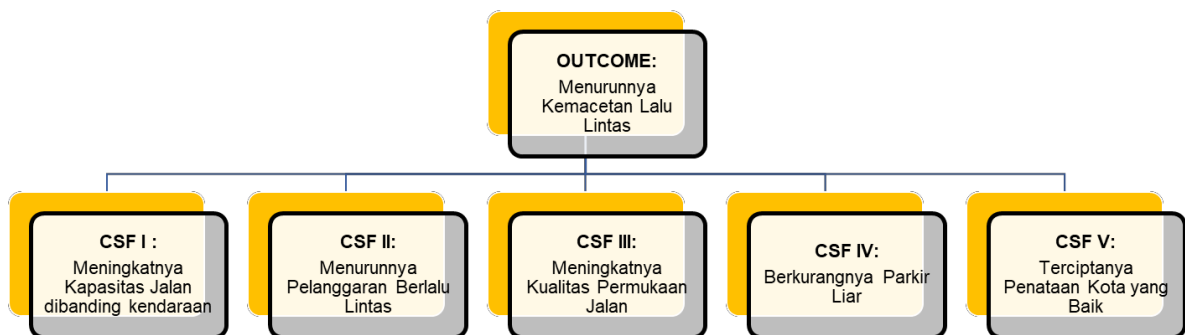 OUTCOME:
Menurunnya
Kemacetan Lalu
Lintas
CSF I :
Meningkatnya
Kapasitas Jalan
dibanding kendaraan
CSF II:
Menurunnya
Pelanggaran Berlalu
Lintas
CSF III:
Meningkatnya
Kualitas Permukaan
Jalan
CSF IV:
Berkurangnya Parkir
Liar
CSF V:
Terciptanya
Penataan Kota yang
Baik